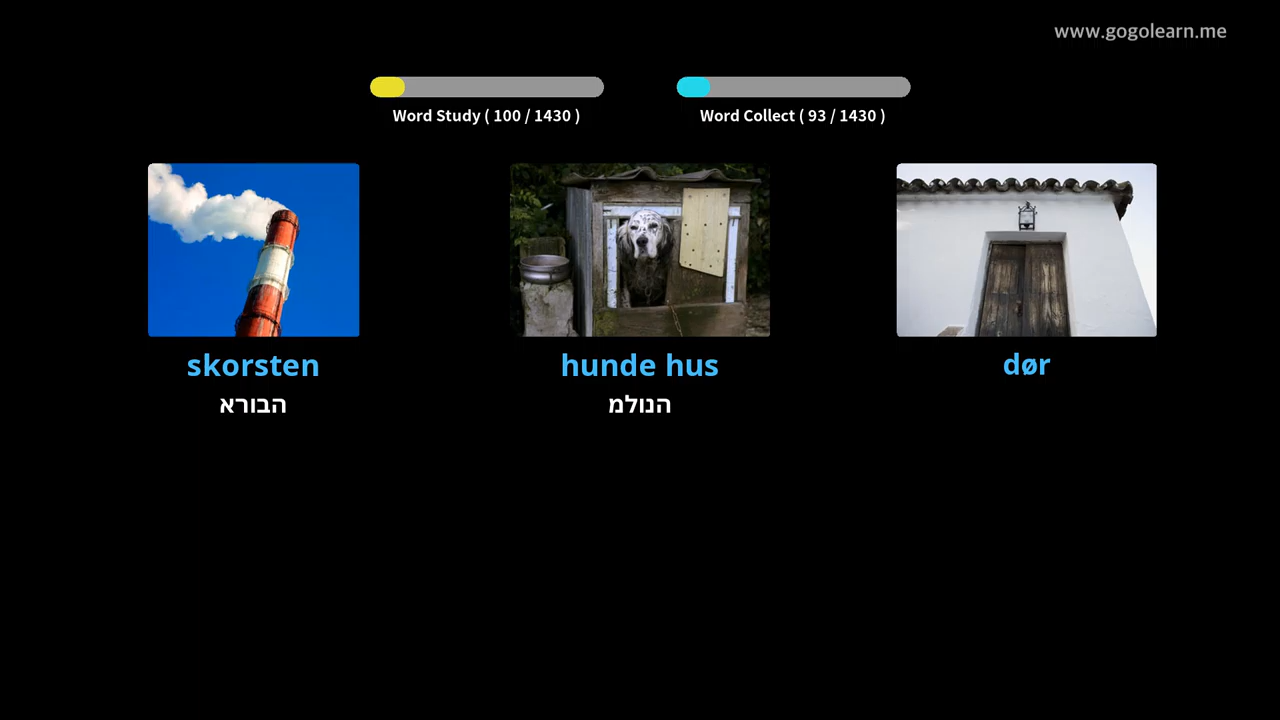 www.gogolearn.me
Word Study ( 100 / 1430 )
Word Collect ( 93 / 1430 )
skorsten
הבורא
hunde hus
הנולמ
dør